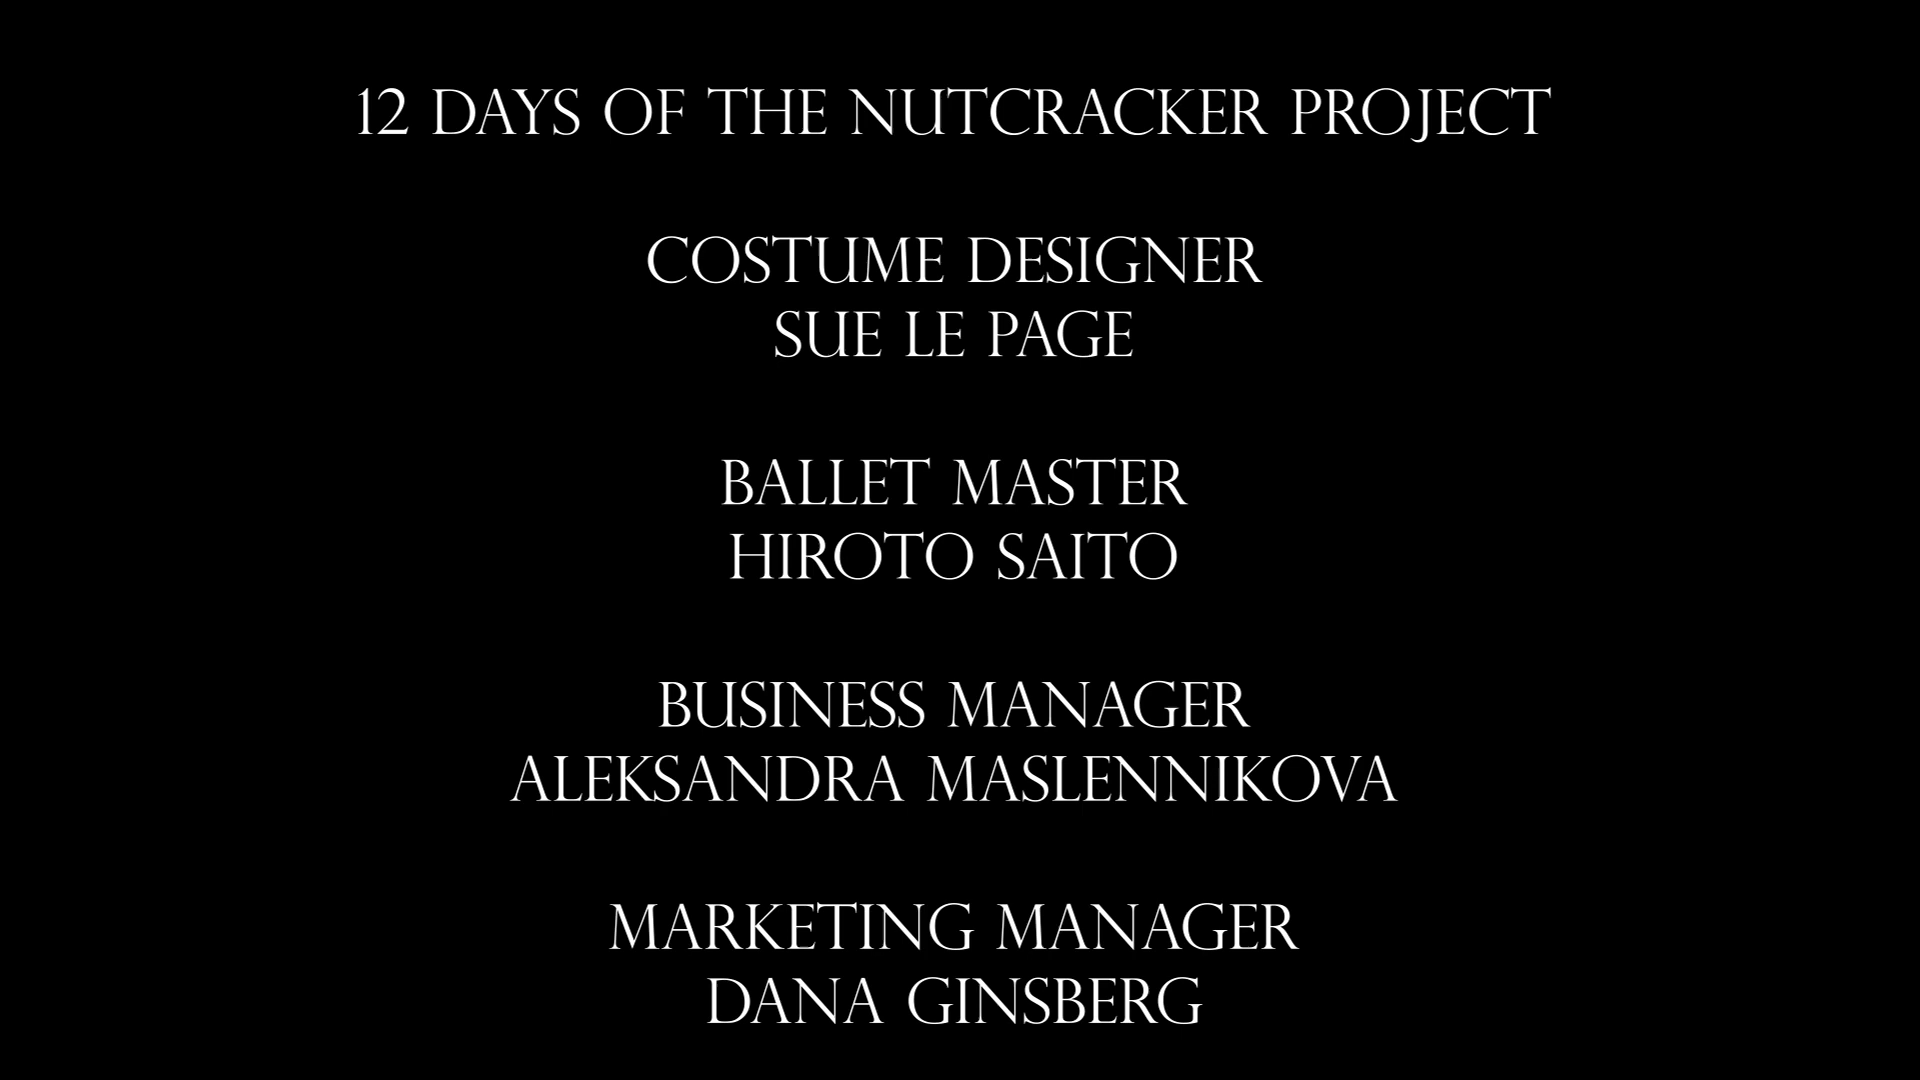 12 DAYS OF THE NUTCRACKER PROJECT
COSTUME DESIGNER
SUE LE PAGE
BALLET MASTER
HIROTO SAITO
BUSINESS MANAGER
ALEKSANDRA MASLENNIKOVA
MARKETING MANAGER
DANA GINSBERG